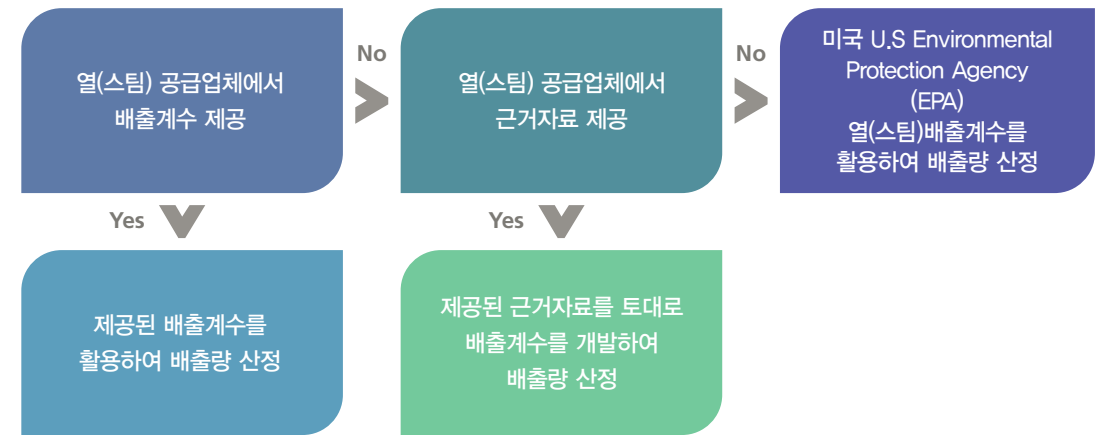 열(스팀) 공급업체에서
배출계수 제공
No
열(스팀) 공급업체에서
근거자료 제공
No
미국 U.S Environmental
Protection Agency
(EPA)
열(스팀)배출계수를
활용하여 배출량 산정
Yes
Yes
제공된 배출계수를
활용하여 배출량 산정
제공된 근거자료를 토대로
배출계수를 개발하여
배출량 산정